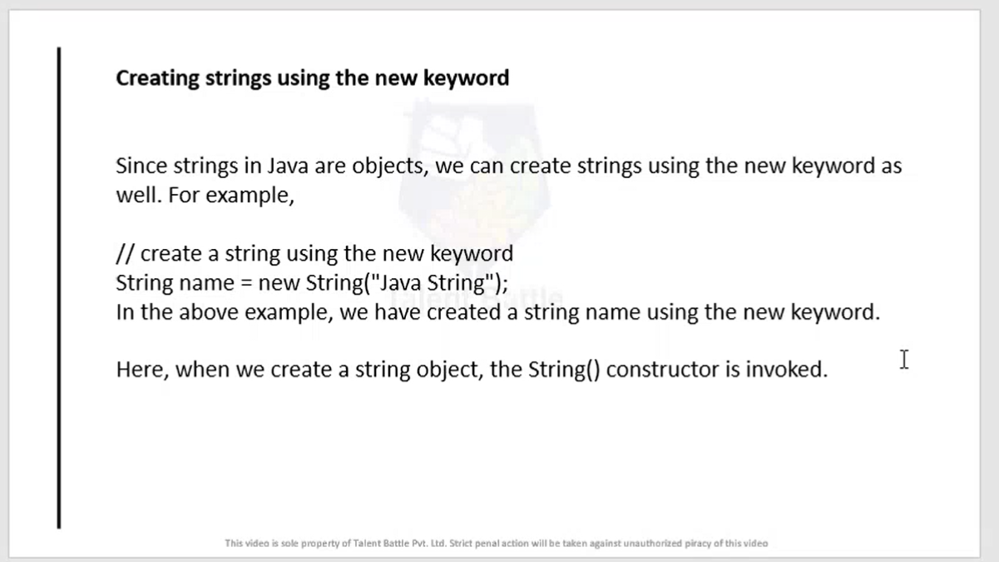 Creating strings using the new keyword
Since strings in Java are objects, we can create strings using the new keyword as
well. For example,
// create a string using the new keyword
String name = new String("Java String");
Talent Battle
In the above example, we have created a string name using the new keyword.
Here, when we create a string object, the String() constructor is invoked.
This video is sole property of Talent Battle Pvt. Ltd. Strict penal action will be taken against unauthorized piracy of this video